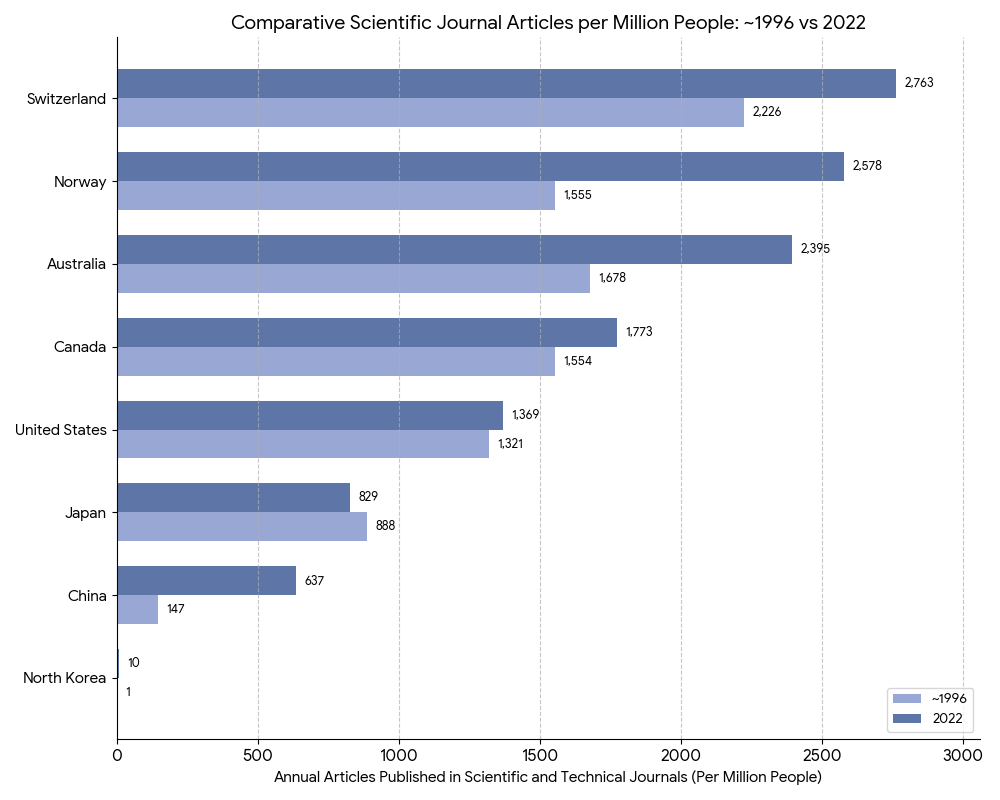 Comparative Scientific Journal Articles per Million People: ~1996 vs 2022
Switzerland
2,763
2,226
Norway
2,578
1,555
Australia
2,395
1,678
Canada
1,773
1,554
United States
1,369
1,321
Japan
829
888
China
637
147
North Korea
10
1
~1996
2022
0 500 1000 1500 2000 2500 3000
Annual Articles Published in Scientific and Technical Journals (Per Million People)